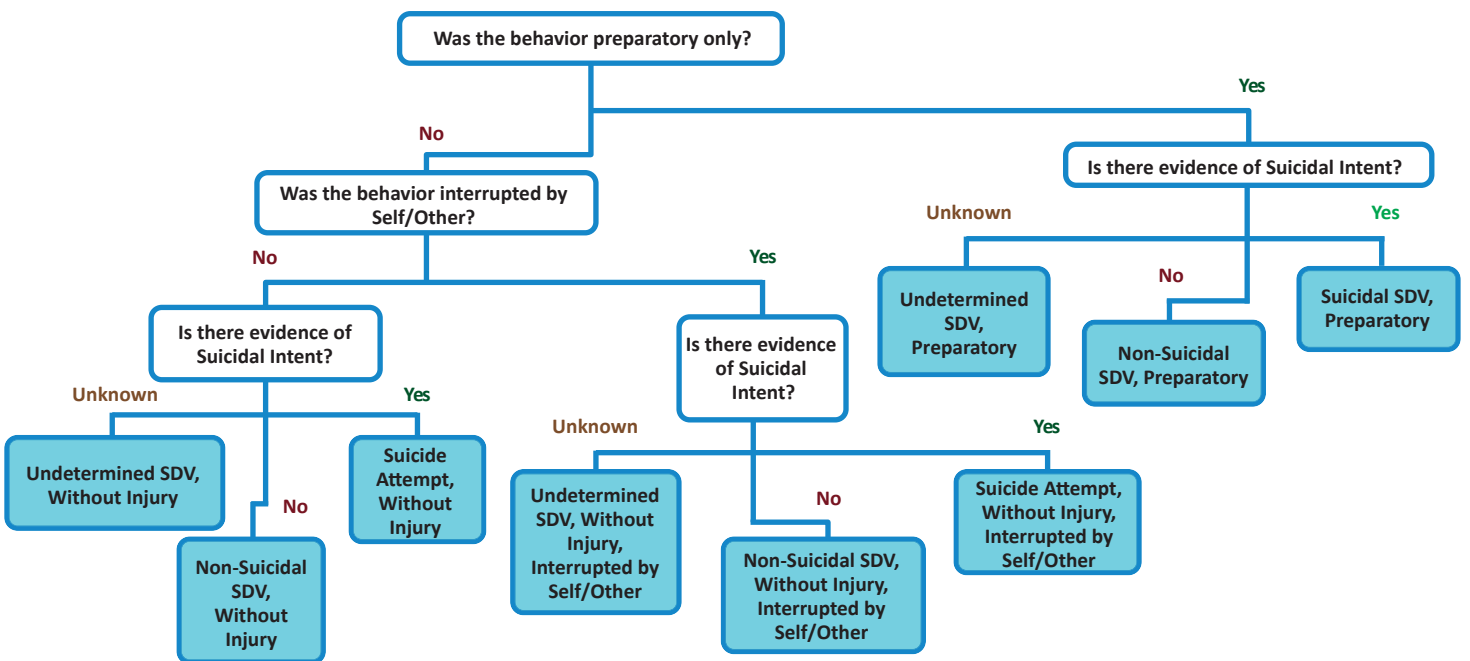 Was the behavior preparatory only?
Yes
No
Is there evidence of Suicidal Intent?
Was the behavior interrupted by
Self/Other?
Unknown
Yes
No
Yes
No
Undetermined
SDV,
Preparatory
Suicidal SDV,
Preparatory
Non-Suicidal
SDV, Preparatory
Is there evidence of
Suicidal Intent?
Is there evidence
of Suicidal
Intent?
Unknown
Yes
Unknown
Yes
Undetermined SDV,
Without Injury
Suicide
Attempt,
Without
Injury
No
Non-Suicidal
SDV,
Without
Injury
Undetermined
SDV, Without
Injury,
Interrupted by
Self/Other
No
Non-Suicidal SDV,
Without Injury,
Interrupted by
Self/Other
Suicide Attempt,
Without Injury,
Interrupted by
Self/Other